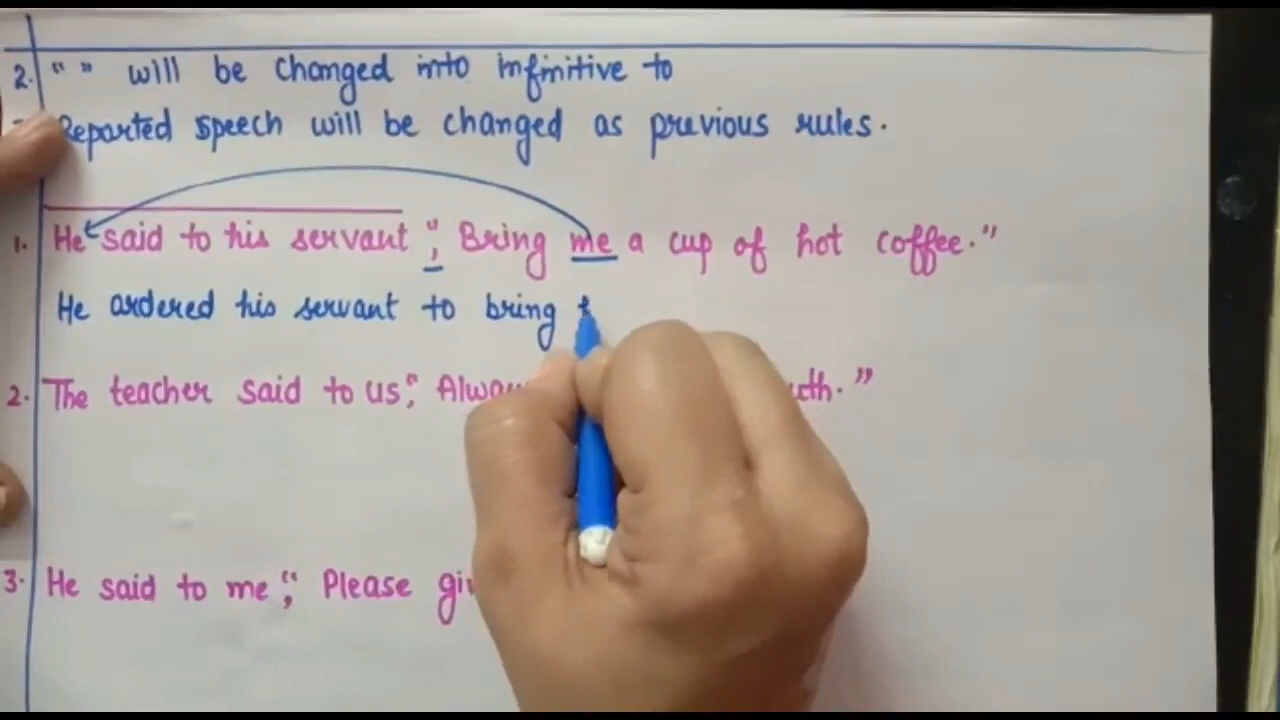 2. “ ” will be changed into infinitive to
Reported speech will be changed as previous rules.
1. He said to his servant “, Bring me a cup of hot coffee.”
He ordered his servant to bring
2. The teacher said to us,“ .”
3. He said to me “, Please